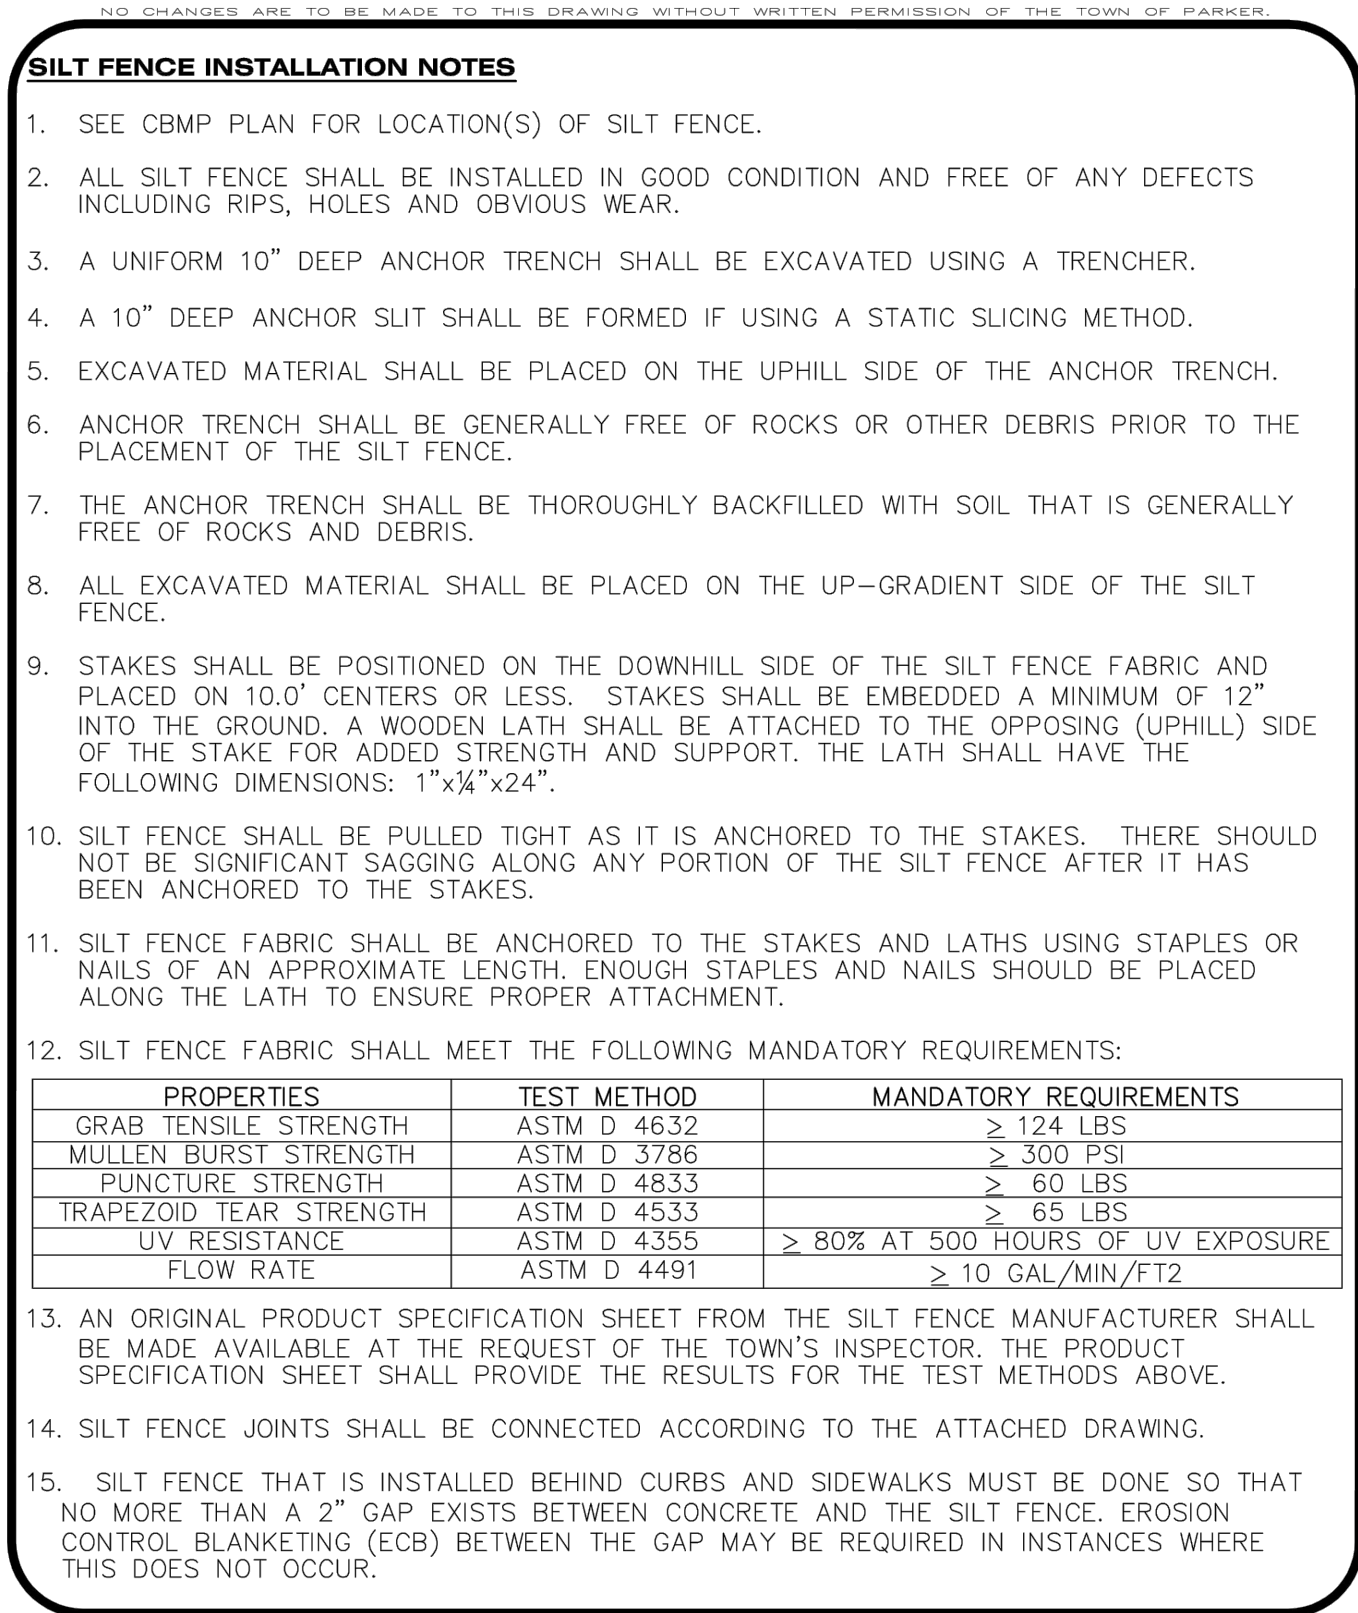 NO CHANGES ARE TO BE MADE TO THIS DRAWING WITHOUT WRITTEN PERMISSION OF THE TOWN OF PARKER.
SILT FENCE INSTALLATION NOTES
1. SEE CBMP PLAN FOR LOCATION(S) OF SILT FENCE.
2. ALL SILT FENCE SHALL BE INSTALLED IN GOOD CONDITION AND FREE OF ANY DEFECTS
INCLUDING RIPS, HOLES AND OBVIOUS WEAR.
3. A UNIFORM 10” DEEP ANCHOR TRENCH SHALL BE EXCAVATED USING A TRENCHER.
4. A 10” DEEP ANCHOR SLIT SHALL BE FORMED IF USING A STATIC SLICING METHOD.
5. EXCAVATED MATERIAL SHALL BE PLACED ON THE UPHILL SIDE OF THE ANCHOR TRENCH.
6. ANCHOR TRENCH SHALL BE GENERALLY FREE OF ROCKS OR OTHER DEBRIS PRIOR TO THE
PLACEMENT OF THE SILT FENCE.
7. THE ANCHOR TRENCH SHALL BE THOROUGHLY BACKFILLED WITH SOIL THAT IS GENERALLY
FREE OF ROCKS AND DEBRIS.
8. ALL EXCAVATED MATERIAL SHALL BE PLACED ON THE UP-GRADIENT SIDE OF THE SILT
FENCE.
9. STAKES SHALL BE POSITIONED ON THE DOWNHILL SIDE OF THE SILT FENCE FABRIC AND
PLACED ON 10.0’ CENTERS OR LESS. STAKES SHALL BE EMBEDDED A MINIMUM OF 12”
INTO THE GROUND. A WOODEN LATH SHALL BE ATTACHED TO THE OPPOSING (UPHILL) SIDE
OF THE STAKE FOR ADDED STRENGTH AND SUPPORT. THE LATH SHALL HAVE THE
FOLLOWING DIMENSIONS: 1”x¼”x24”.
10. SILT FENCE SHALL BE PULLED TIGHT AS IT IS ANCHORED TO THE STAKES. THERE SHOULD
NOT BE SIGNIFICANT SAGGING ALONG ANY PORTION OF THE SILT FENCE AFTER IT HAS
BEEN ANCHORED TO THE STAKES.
11. SILT FENCE FABRIC SHALL BE ANCHORED TO THE STAKES AND LATHS USING STAPLES OR
NAILS OF AN APPROXIMATE LENGTH. ENOUGH STAPLES AND NAILS SHOULD BE PLACED
ALONG THE LATH TO ENSURE PROPER ATTACHMENT.
12. SILT FENCE FABRIC SHALL MEET THE FOLLOWING MANDATORY REQUIREMENTS:
PROPERTIES TEST METHOD MANDATORY REQUIREMENTS
GRAB TENSILE STRENGTH ASTM D 4632 ≥ 124 LBS
MULLEN BURST STRENGTH ASTM D 3786 ≥ 300 PSI
PUNCTURE STRENGTH ASTM D 4833 ≥ 60 LBS
TRAPEZOID TEAR STRENGTH ASTM D 4533 ≥ 65 LBS
UV RESISTANCE ASTM D 4355 ≥ 80% AT 500 HOURS OF UV EXPOSURE
FLOW RATE ASTM D 4491 ≥ 10 GAL/MIN/FT2
13. AN ORIGINAL PRODUCT SPECIFICATION SHEET FROM THE SILT FENCE MANUFACTURER SHALL
BE MADE AVAILABLE AT THE REQUEST OF THE TOWN’S INSPECTOR. THE PRODUCT
SPECIFICATION SHEET SHALL PROVIDE THE RESULTS FOR THE TEST METHODS ABOVE.
14. SILT FENCE JOINTS SHALL BE CONNECTED ACCORDING TO THE ATTACHED DRAWING.
15. SILT FENCE THAT IS INSTALLED BEHIND CURBS AND SIDEWALKS MUST BE DONE SO THAT
NO MORE THAN A 2” GAP EXISTS BETWEEN CONCRETE AND THE SILT FENCE. EROSION
CONTROL BLANKETING (ECB) BETWEEN THE GAP MAY BE REQUIRED IN INSTANCES WHERE
THIS DOES NOT OCCUR.